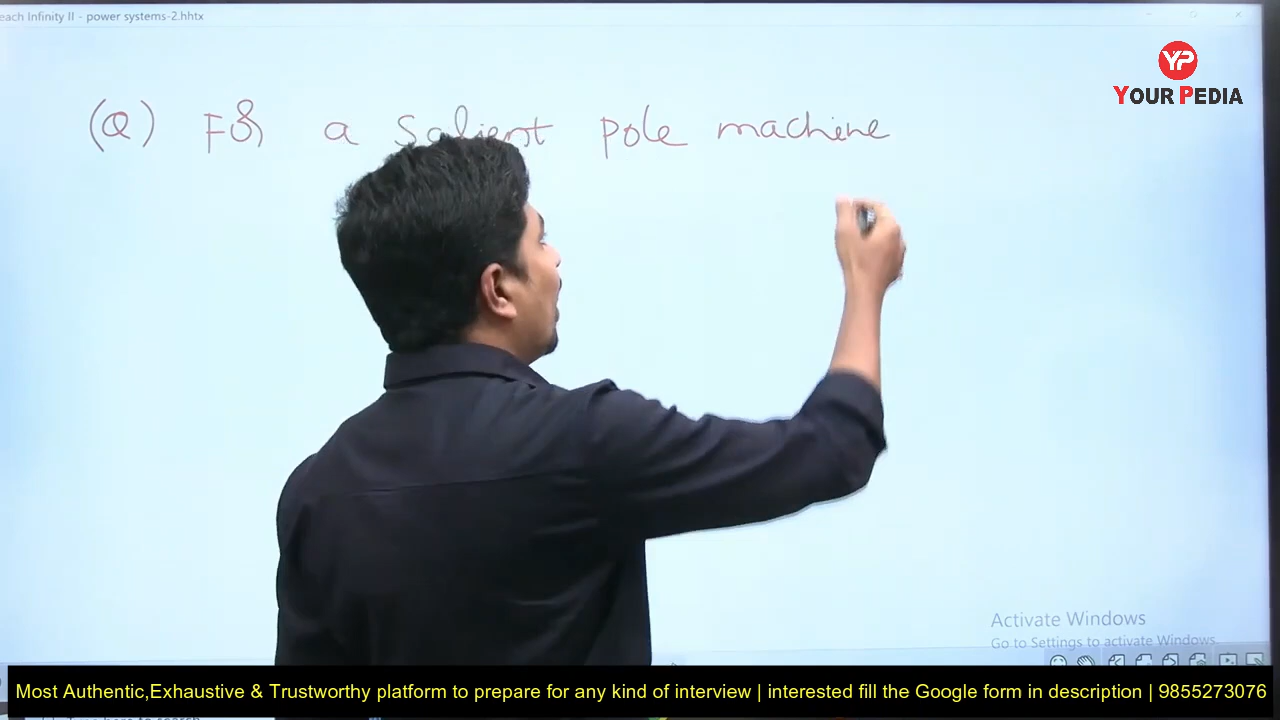 each Infinity II - power systems-2.hhtx
YP
YOUR PEDIA
(Q) For a Salient pole machine
Activate Windows
Go to Settings to activate Windows.
Most Authentic,Exhaustive & Trustworthy platform to prepare for any kind of interview | interested fill the Google form in description | 9855273076